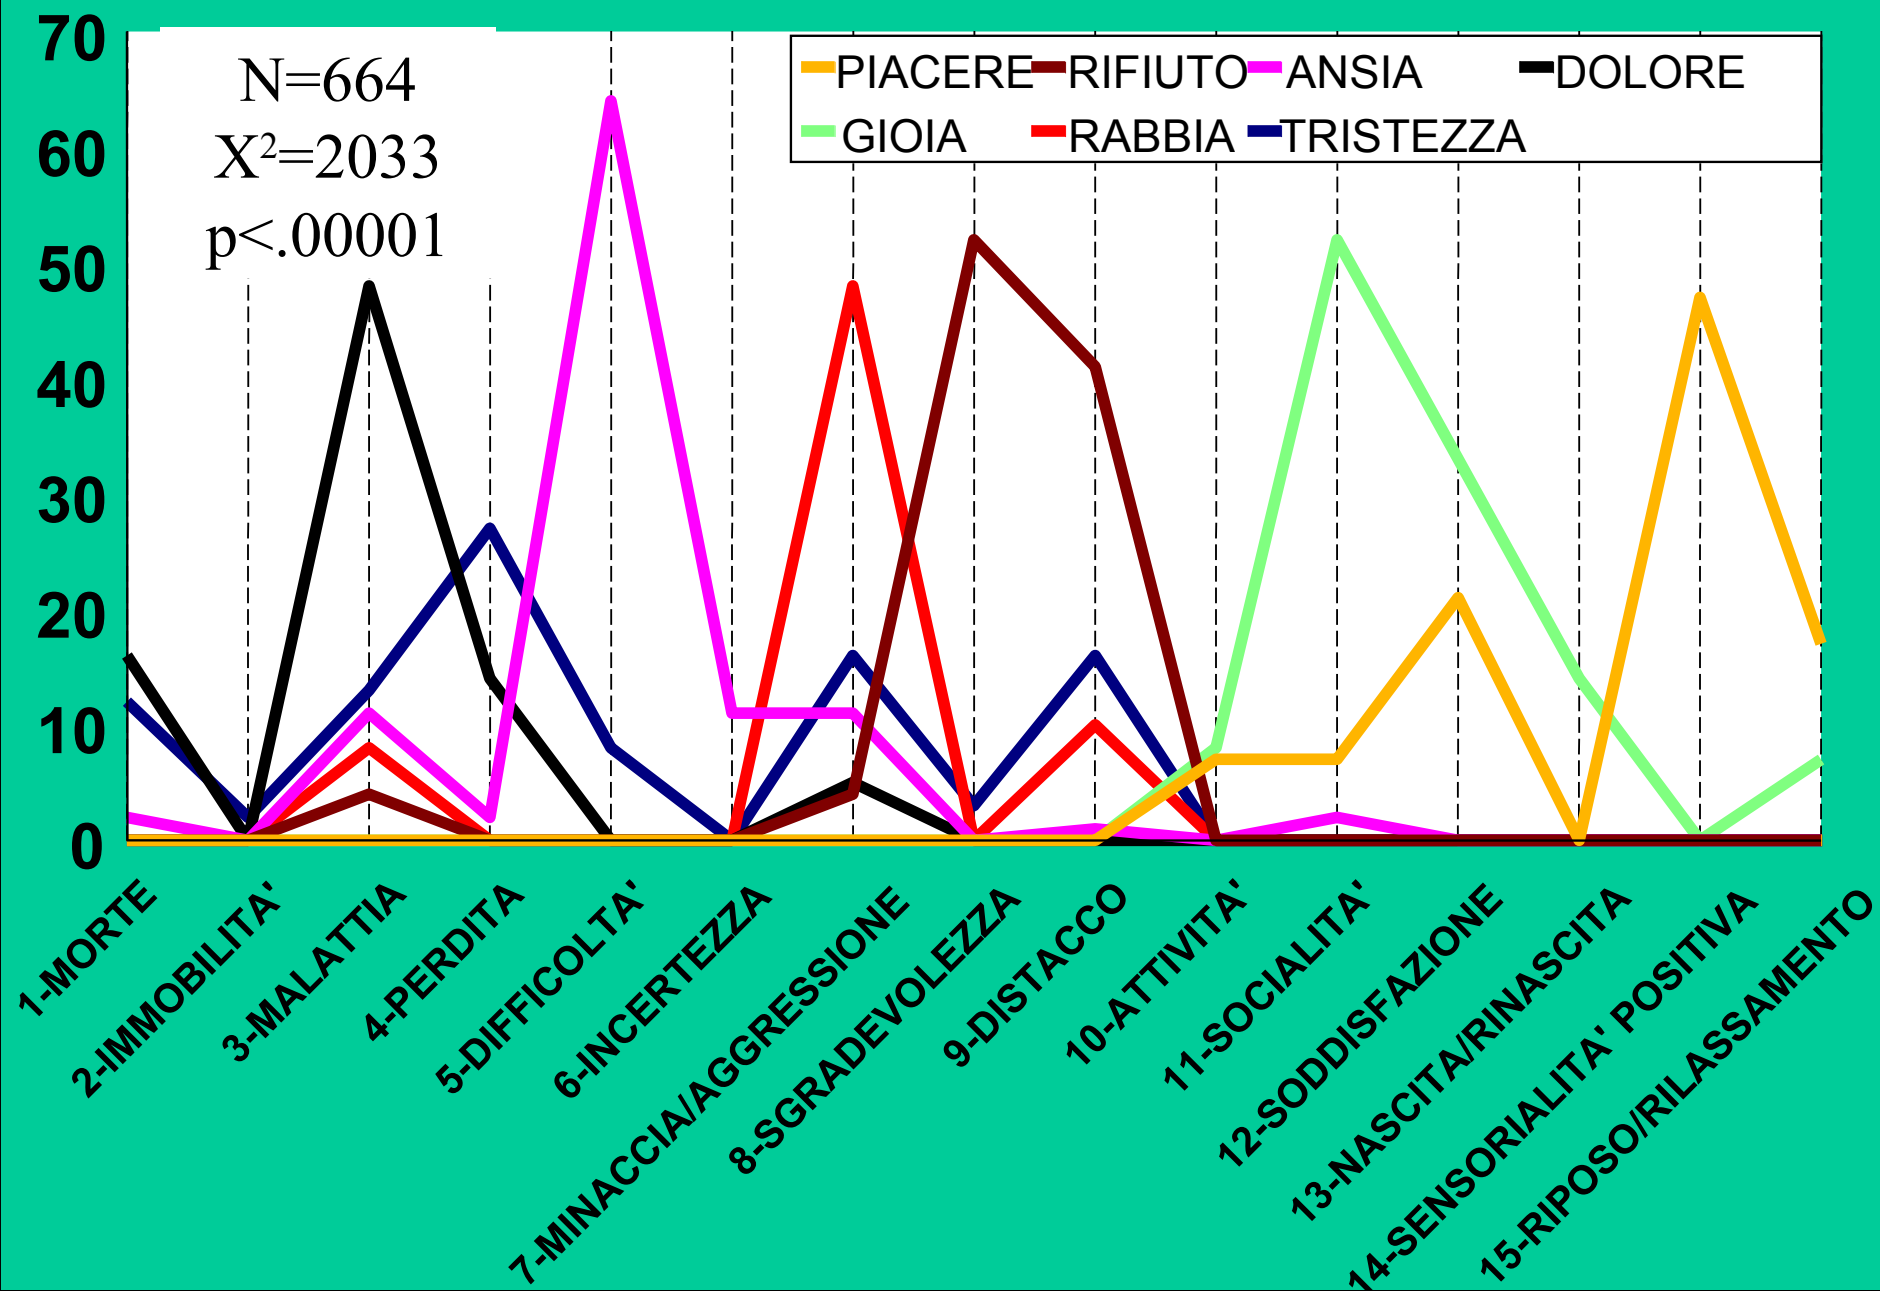 70
60
50
40
30
20
10
0
N=664
X²=2033
p<.00001
PIACERE RIFIUTO ANSIA DOLORE
GIOIA RABBIA TRISTEZZA
1-MORTE
2-IMMOBILITA'
3-MALATTIA
4-PERDITA
5-DIFFICOLTA'
6-INCERTEZZA
7-MINACCIA/AGGRESSIONE
8-SGRADEVOLEZZA
9-DISTACCO
10-ATTIVITA'
11-SOCIALITA'
12-SODDISFAZIONE
13-NASCITA/RINASCITA
14-SENSORIALITA' POSITIVA
15-RIPOSO/RILASSAMENTO